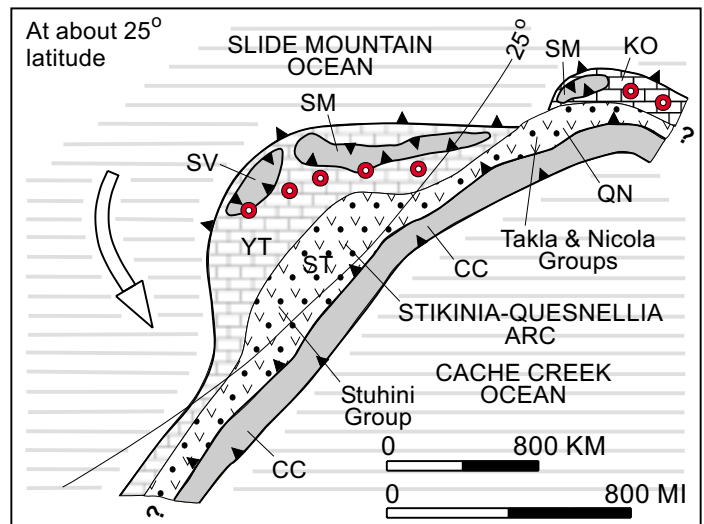 At about 25°
latitude
SLIDE MOUNTAIN
OCEAN
25°
SM
KO
SM
SV
?
QN
YT
ST
Takla & Nicola
Groups
CC
STIKINIA-QUESNELLIA
ARC
CACHE CREEK
OCEAN
Stuhini
Group
0 800 KM
CC
0 800 MI
?